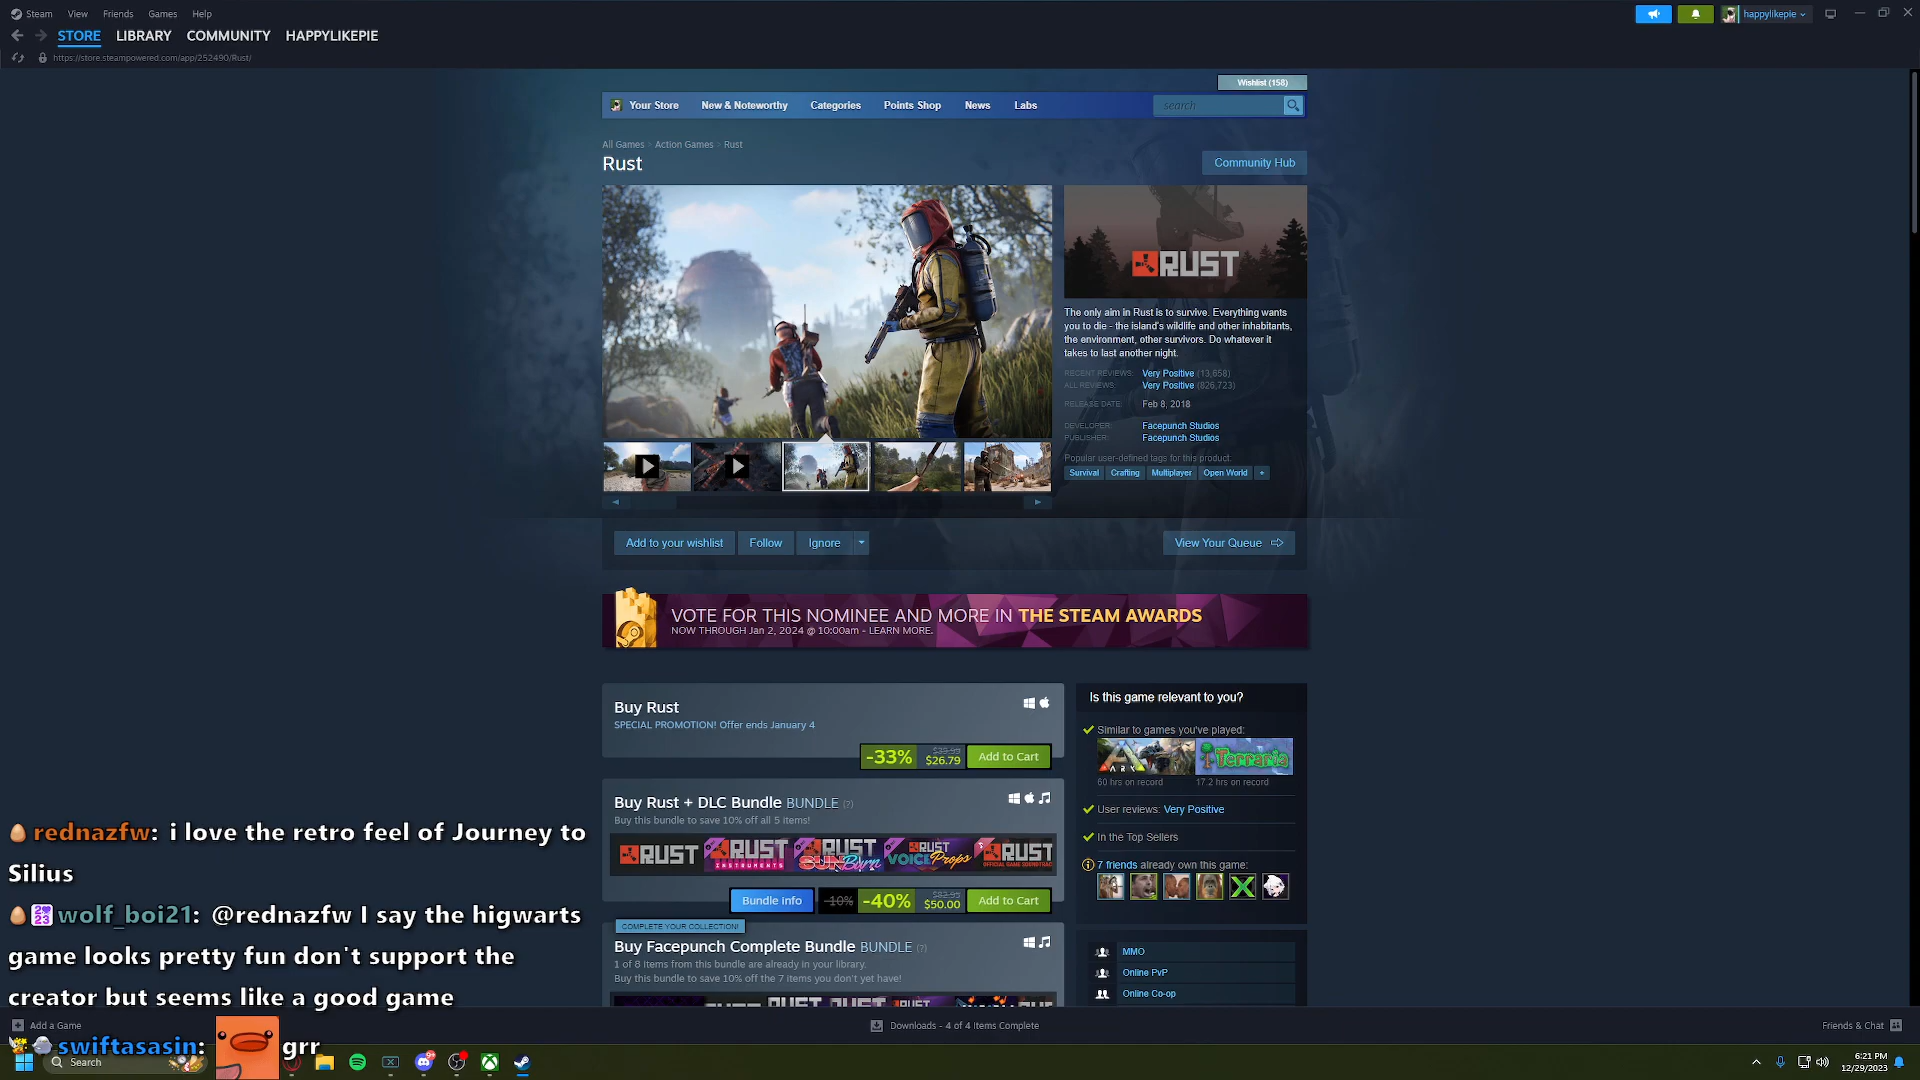 Steam View Friends Games Help
happylikepie
STORE LIBRARY COMMUNITY HAPPYLIKEPIE
https://store.steampowered.com/app/252490/Rust/
Wishlist (158)
Your Store New & Noteworthy Categories Points Shop News Labs search
All Games > Action Games > Rust
Rust
Community Hub
RUST
The only aim in Rust is to survive. Everything wants
you to die - the island's wildlife and other inhabitants,
the environment, other survivors. Do whatever it
takes to last another night.
RECENT REVIEWS: Very Positive (13,658)
ALL REVIEWS: Very Positive (826,723)
RELEASE DATE: Feb 8, 2018
DEVELOPER: Facepunch Studios
PUBLISHER: Facepunch Studios
Popular user-defined tags for this product:
Survival Crafting Multiplayer Open World +
Add to your wishlist Follow Ignore View Your Queue
VOTE FOR THIS NOMINEE AND MORE IN THE STEAM AWARDS
NOW THROUGH Jan 2, 2024 @ 10:00am - LEARN MORE.
Buy Rust
SPECIAL PROMOTION! Offer ends January 4
-33% $39.99 $26.79 Add to Cart
Buy Rust + DLC Bundle BUNDLE (?)
Buy this bundle to save 10% off all 5 items!
RUST RUST INSTRUMENTS RUST SUNBURN RUST VOICE Props RUST OFFICIAL GAME SOUNDTRACK
Bundle info -10% -40% $82.95 $50.00 Add to Cart
COMPLETE YOUR COLLECTION!
Buy Facepunch Complete Bundle BUNDLE (?)
1 of 8 items from this bundle are already in your library.
Buy this bundle to save 10% off the 7 items you don't yet have!
Is this game relevant to you?
Similar to games you've played:
ARK Terraria
60 hrs on record 17.2 hrs on record
User reviews: Very Positive
In the Top Sellers
7 friends already own this game:
MMO
Online PvP
Online Co-op
rednazfw: i love the retro feel of Journey to
Silius
wolf_boi21: @rednazfw I say the higwarts
game looks pretty fun don't support the
creator but seems like a good game
swiftasasin: grr
Add a Game Downloads - 4 of 4 Items Complete Friends & Chat
Search
6:21 PM
12/29/2023